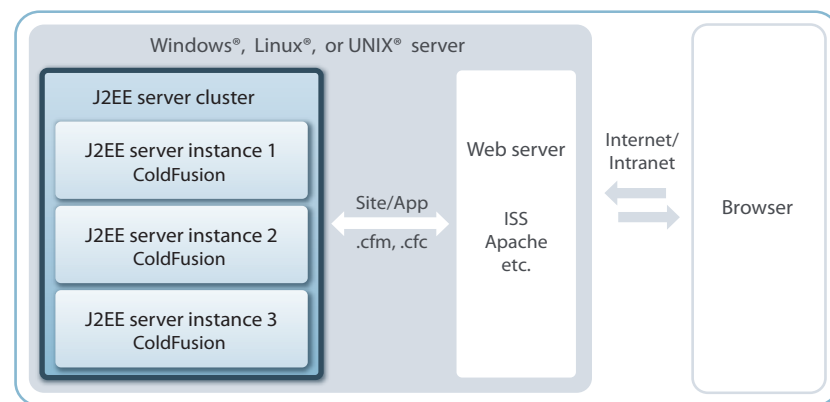 Windows®, Linux®, or UNIX® server
J2EE server cluster
J2EE server instance 1
ColdFusion
J2EE server instance 2
ColdFusion
J2EE server instance 3
ColdFusion
Site/App
.cfm, .cfc
Web server
ISS
Apache
etc.
Internet/
Intranet
Browser